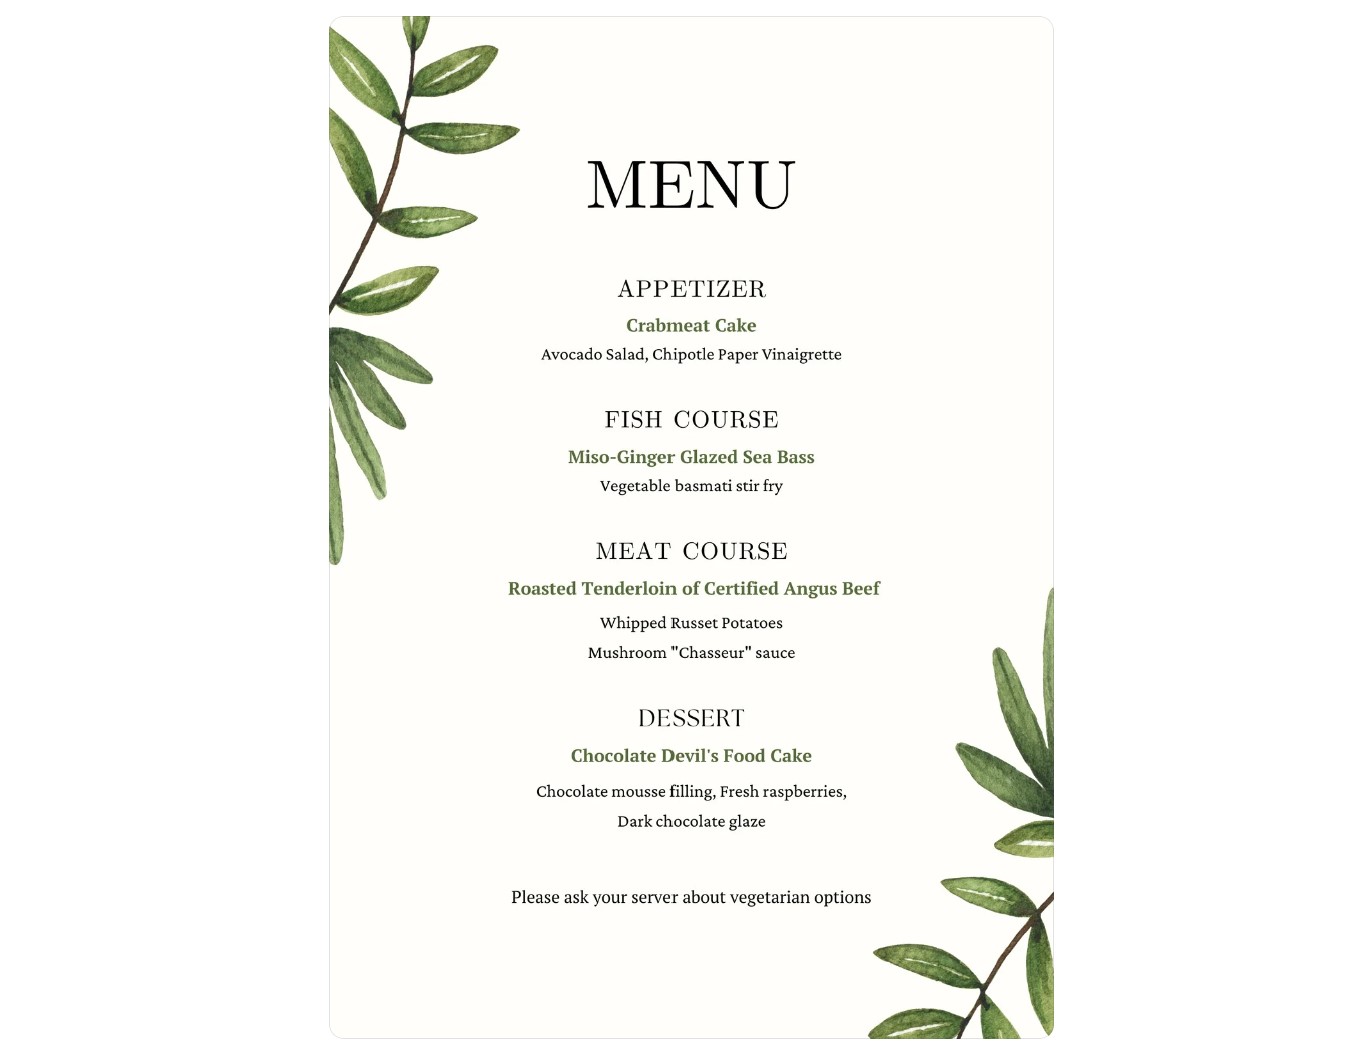 MENU
APPETIZER
Crabmeat Cake
Avocado Salad, Chipotle Paper Vinaigrette
FISH COURSE
Miso-Ginger Glazed Sea Bass
Vegetable basmati stir fry
MEAT COURSE
Roasted Tenderloin of Certified Angus Beef
Whipped Russet Potatoes
Mushroom "Chasseur" sauce
DESSERT
Chocolate Devil's Food Cake
Chocolate mousse filling, Fresh raspberries,
Dark chocolate glaze
Please ask your server about vegetarian options